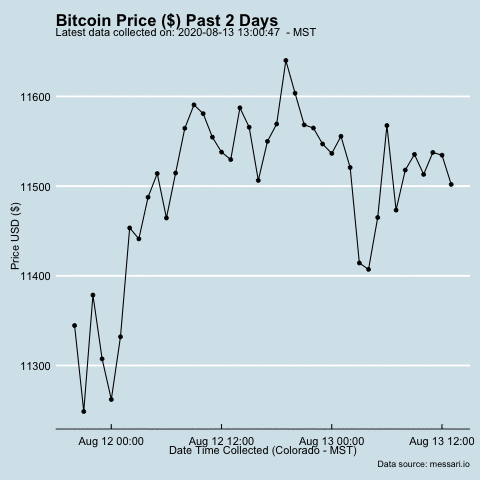 Bitcoin Price ($) Past 2 Days
Latest data collected on: 2020-08-13 13:00:47  - MST
11600
11500
11400
11300
Price USD ($)
Aug 12 00:00 Aug 12 12:00 Aug 13 00:00 Aug 13 12:00
Date Time Collected (Colorado - MST)
Data source: messari.io